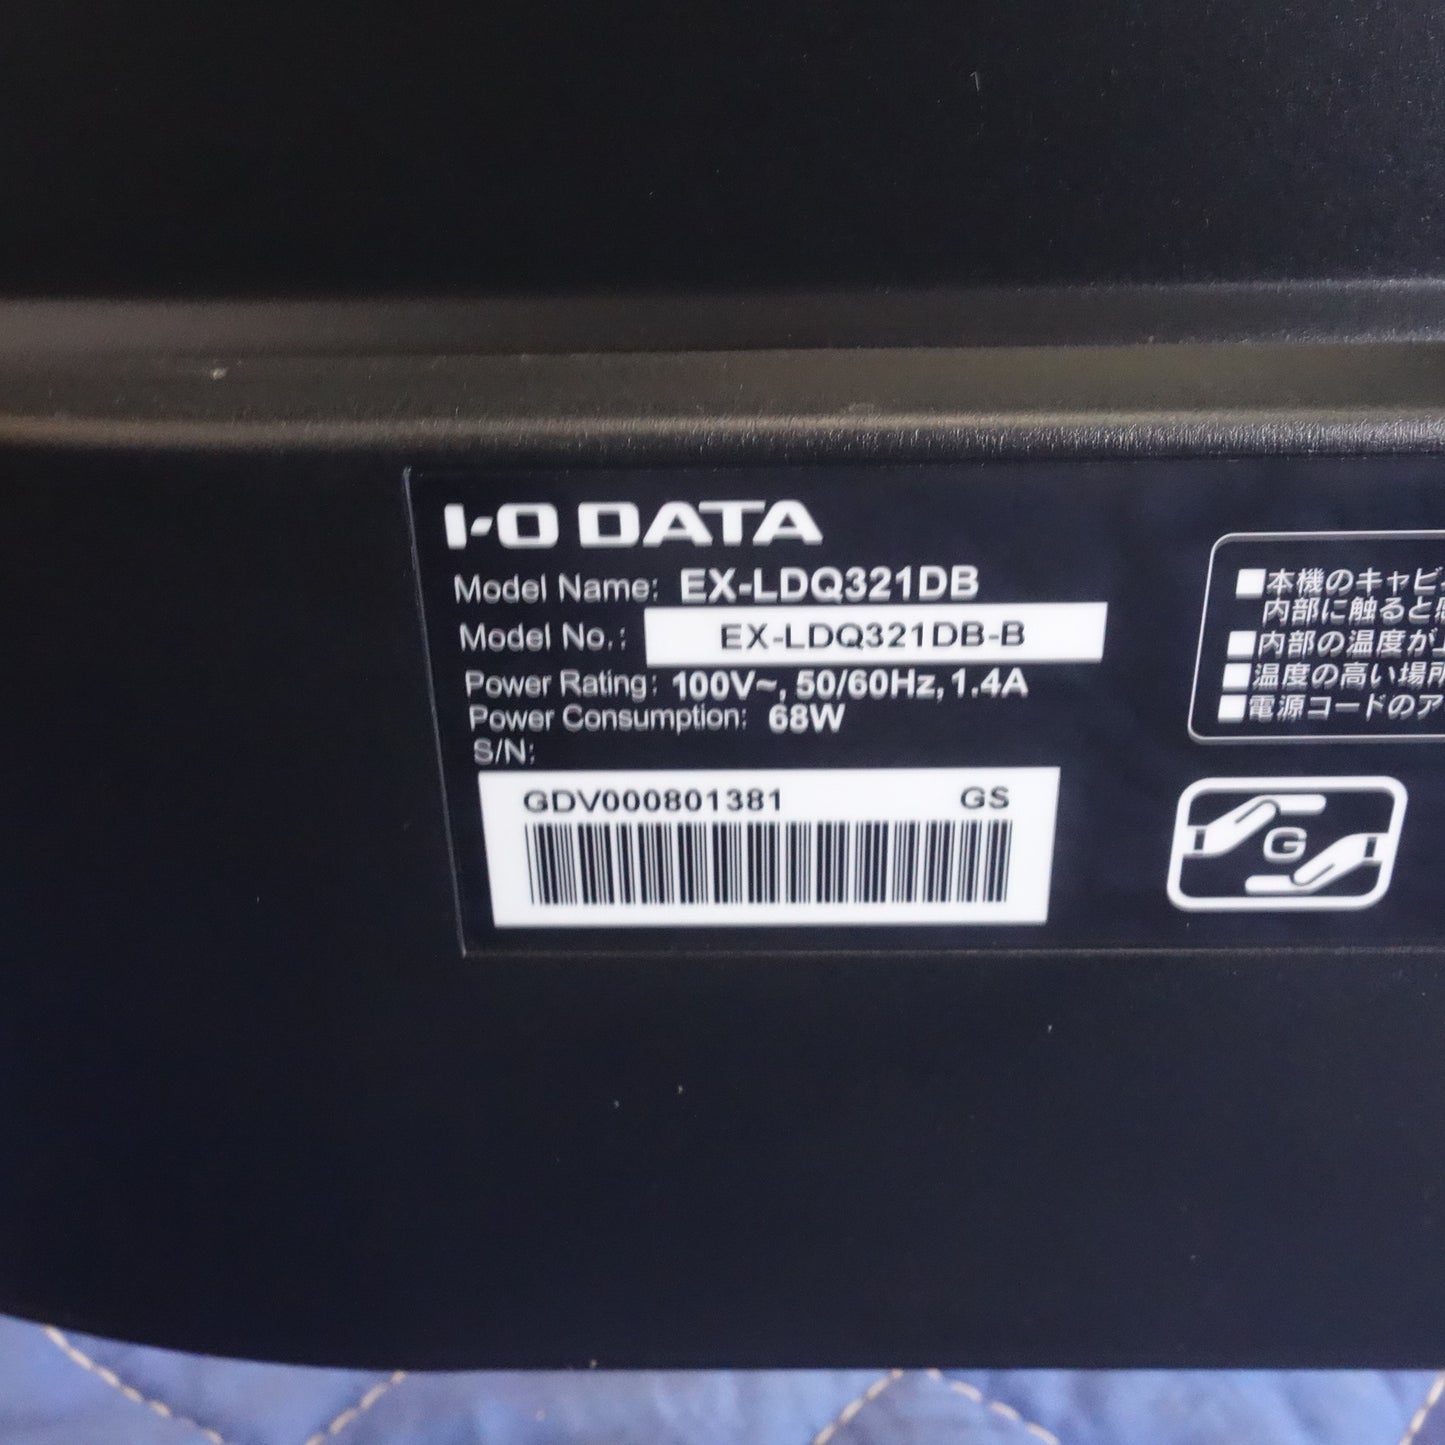 I-O DATA
Model Name: EX-LDQ321DB
Model No.: EX-LDQ321DB-B
Power Rating: 100V~, 50/60Hz, 1.4A
Power Consumption: 68W
S/N:
GDV000801381 GS
■本機のキャビ
内部に触ると
■内部の温度が
■温度の高い場所
■電源コードのア
G